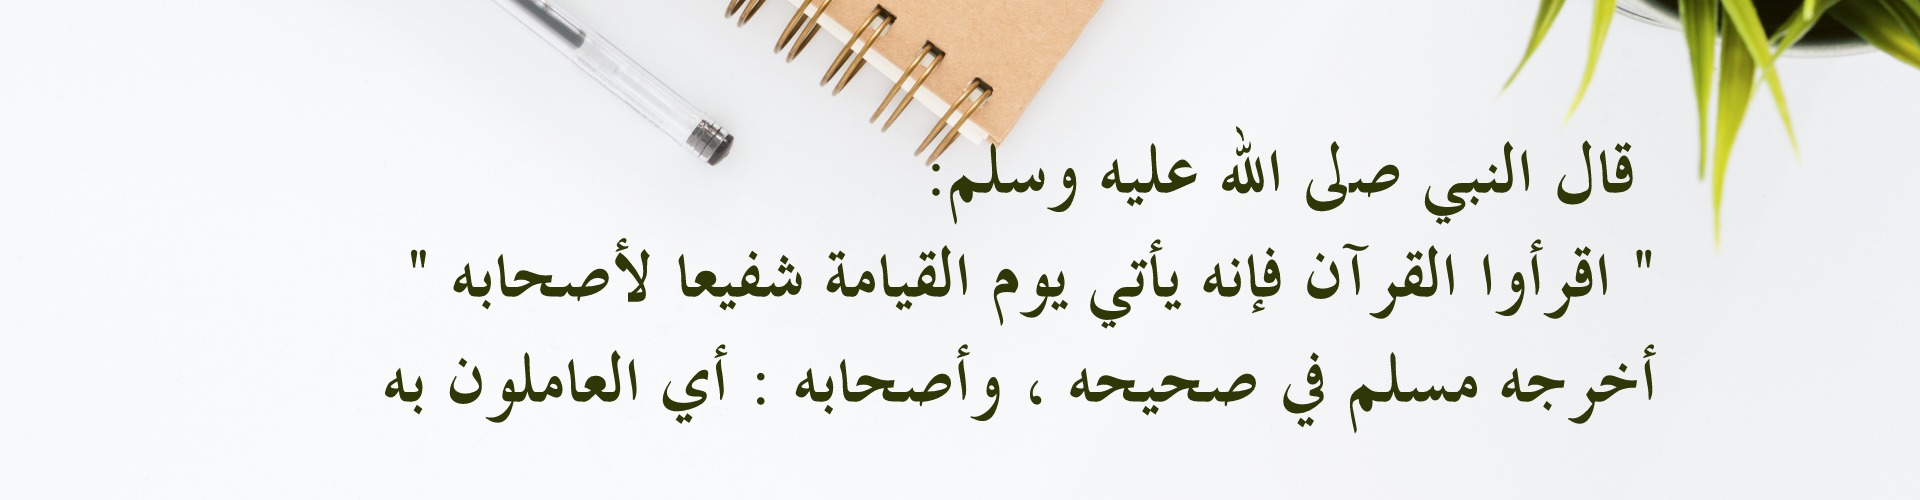 قال النبي صلى الله عليه وسلم:
" اقرأوا القرآن فإنه يأتي يوم القيامة شفيعا لأصحابه "
أخرجه مسلم في صحيحه ، وأصحابه : أي العاملون به